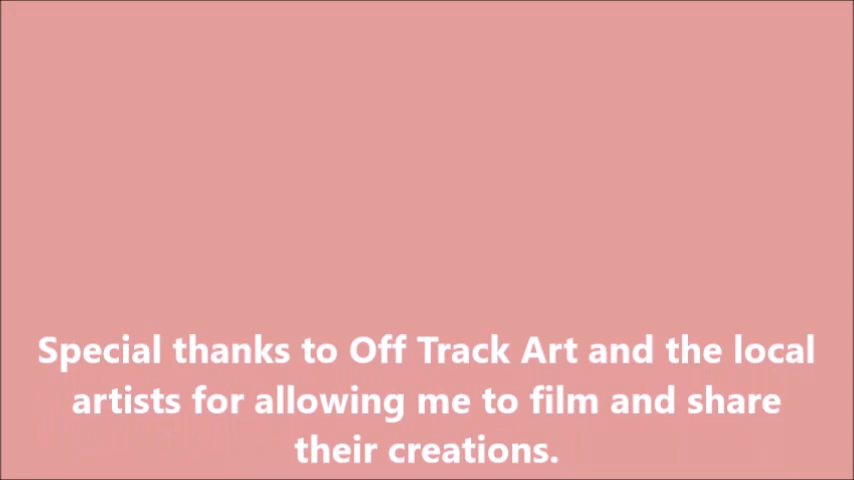 Special thanks to Off Track Art and the local
artists for allowing me to film and share
their creations.